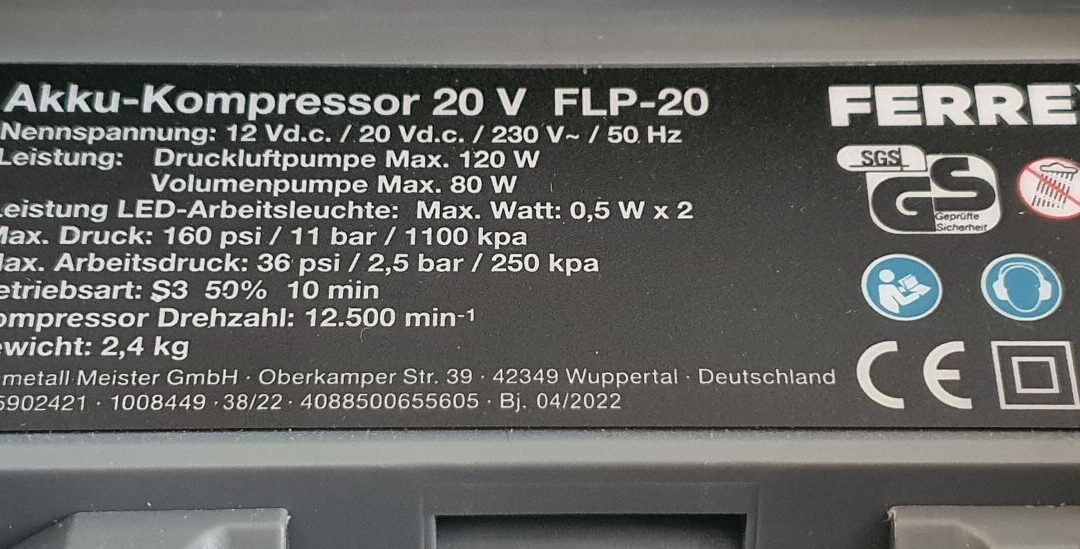 Akku-Kompressor 20 V FLP-20
FERRE
Nennspannung: 12 Vd.c. / 20 Vd.c. / 230 V~ / 50 Hz
Leistung: Druckluftpumpe Max. 120 W
Volumenpumpe Max. 80 W
Leistung LED-Arbeitsleuchte: Max. Watt: 0,5 W x 2
Max. Druck: 160 psi / 11 bar / 1100 kpa
Max. Arbeitsdruck: 36 psi / 2,5 bar / 250 kpa
etriebsart: S3 50% 10 min
ompressor Drehzahl: 12.500 min-1
ewicht: 2,4 kg
metall Meister GmbH · Oberkamper Str. 39 · 42349 Wuppertal · Deutschland
5902421 · 1008449 · 38/22 · 4088500655605 · Bj. 04/2022
SGS
GS
Geprüfte
Sicherheit
CE